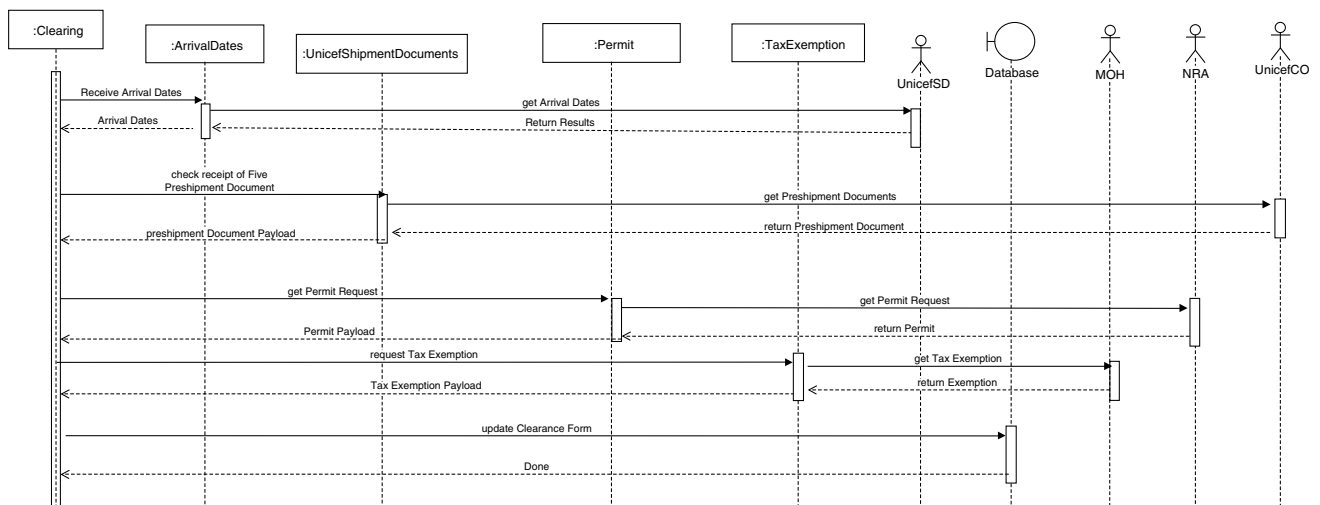 :Clearing
:ArrivalDates
:UnicefShipmentDocuments
:Permit
:TaxExemption
UnicefSD
Database
MOH
NRA
UnicefCO
Receive Arrival Dates
get Arrival Dates
Arrival Dates
Return Results
check receipt of Five
Preshipment Document
get Preshipment Documents
preshipment Document Payload
return Preshipment Document
get Permit Request
get Permit Request
Permit Payload
return Permit
request Tax Exemption
get Tax Exemption
Tax Exemption Payload
return Exemption
update Clearance Form
Done